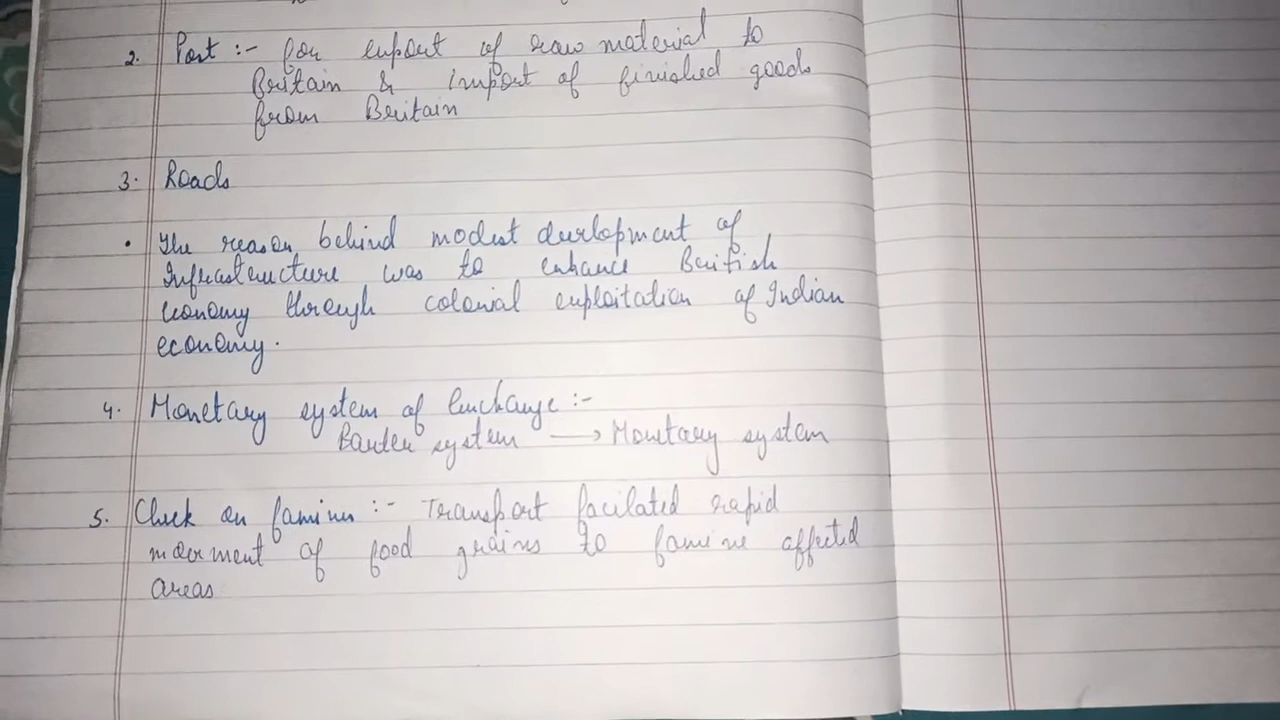 2. Port :- for export of raw material to
Britain & import of finished goods
from Britain
3. Roads
• The reason behind modest development of
Infrastructure was to enhance British
economy through colonial exploitation of Indian
economy.
4. Monetary system of Exchange :-
Barter system → Monetary system
5. Check on famines :- Transport facilated rapid
movement of food grains to famine affected
areas